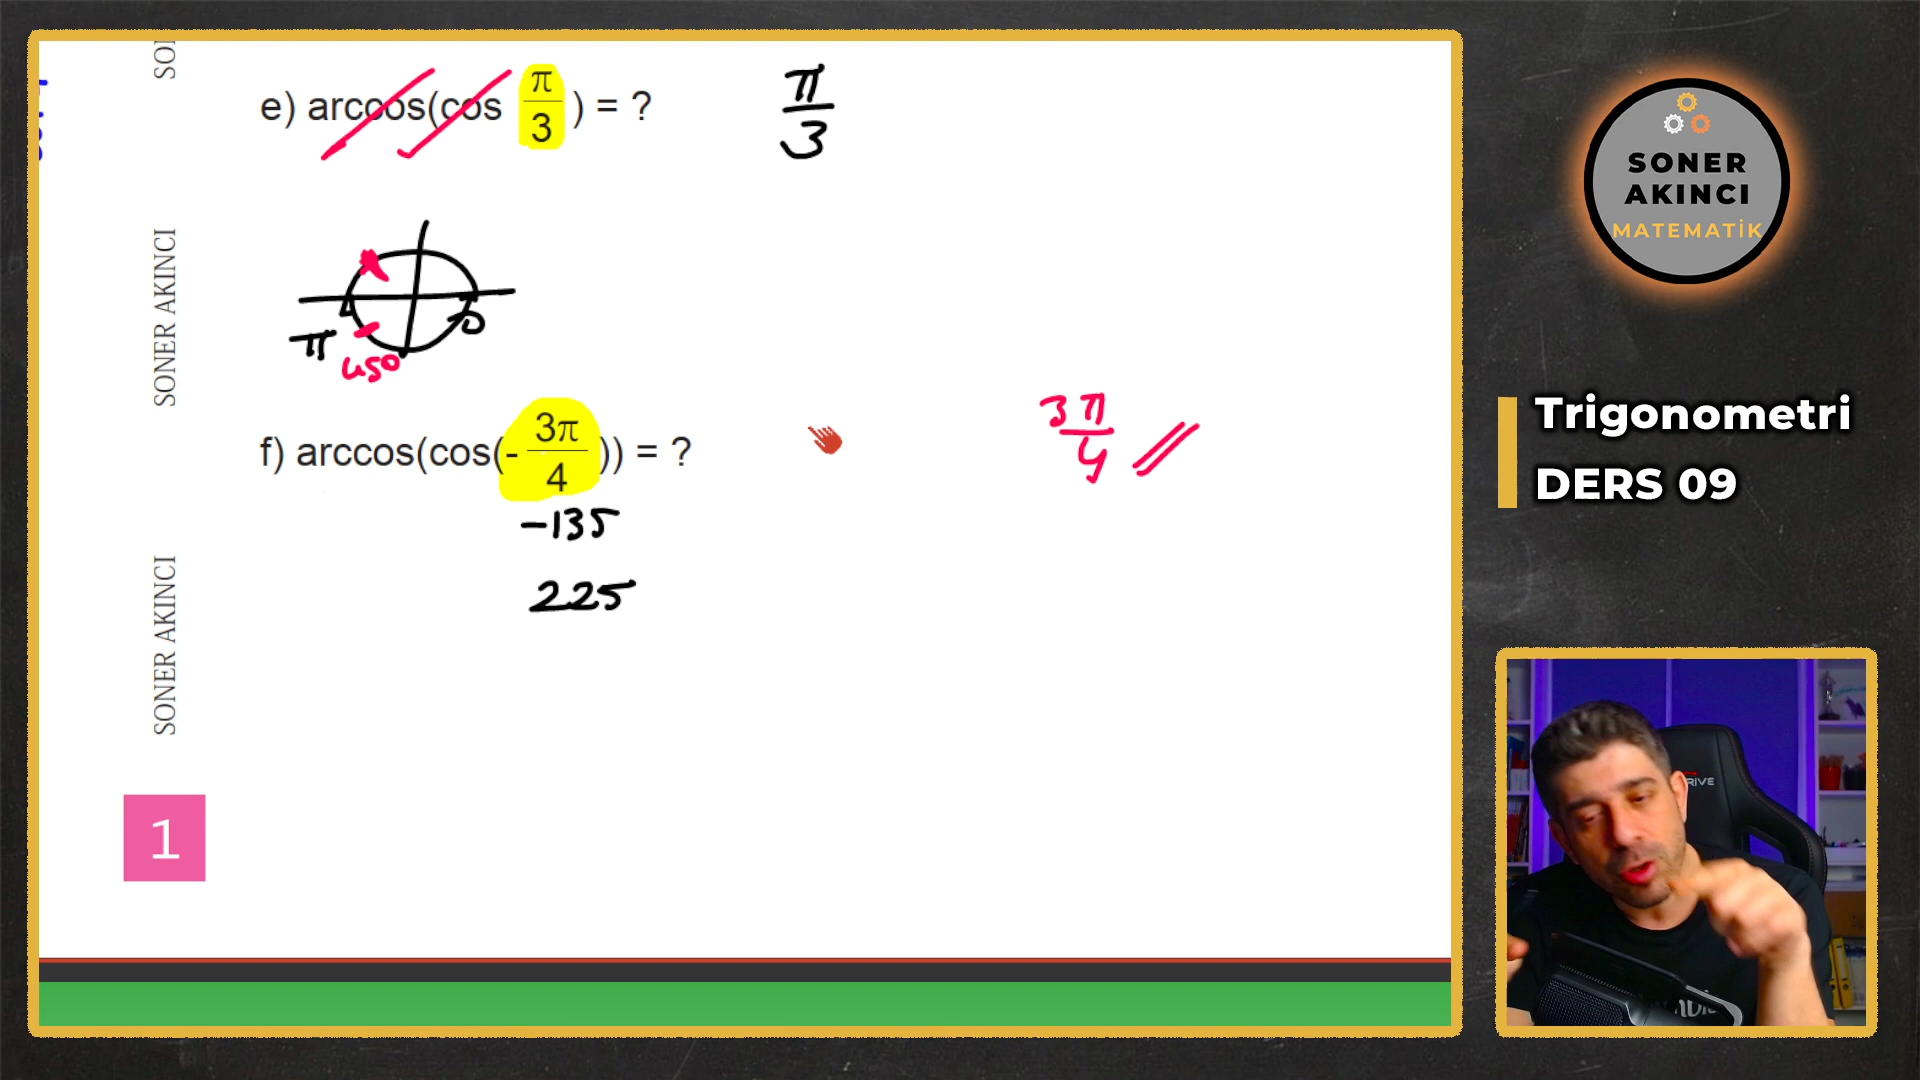 e) arccos(cos π/3) = ?
π/3
π
0
450
f) arccos(cos(-3π/4)) = ?
3π/4
-135
225
SONER AKINCI
SONER AKINCI
1
SONER
AKINCI
MATEMATİK
Trigonometri
DERS 09